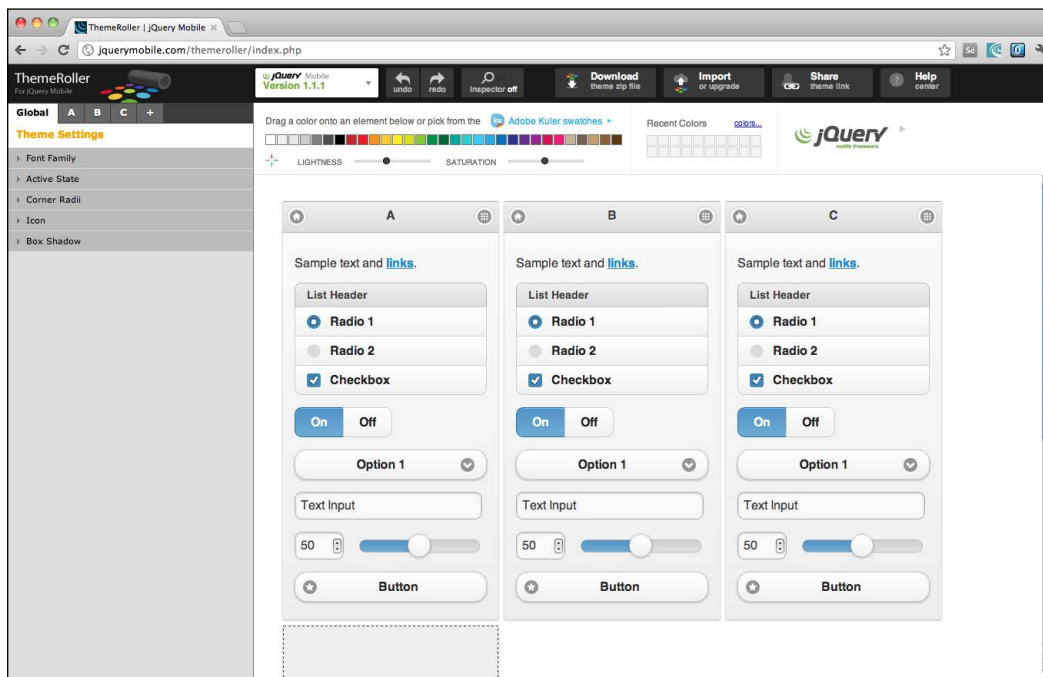 ThemeRoller | jQuery Mobile
jquerymobile.com/themeroller/index.php
Sd
ThemeRoller
For jQuery Mobile
jQuery Mobile
Version 1.1.1
undo
redo
Inspector off
Download
theme zip file
Import
or upgrade
Share
theme link
Help
center
Global A B C +
Theme Settings
Font Family
Active State
Corner Radii
Icon
Box Shadow
Drag a color onto an element below or pick from the ku Adobe Kuler swatches
LIGHTNESS
SATURATION
Recent Colors
colors...
jQuery
mobile framework.
A
Sample text and links.
List Header
Radio 1
Radio 2
Checkbox
On Off
Option 1
Text Input
50
Button
B
Sample text and links.
List Header
Radio 1
Radio 2
Checkbox
On Off
Option 1
Text Input
50
Button
C
Sample text and links.
List Header
Radio 1
Radio 2
Checkbox
On Off
Option 1
Text Input
50
Button